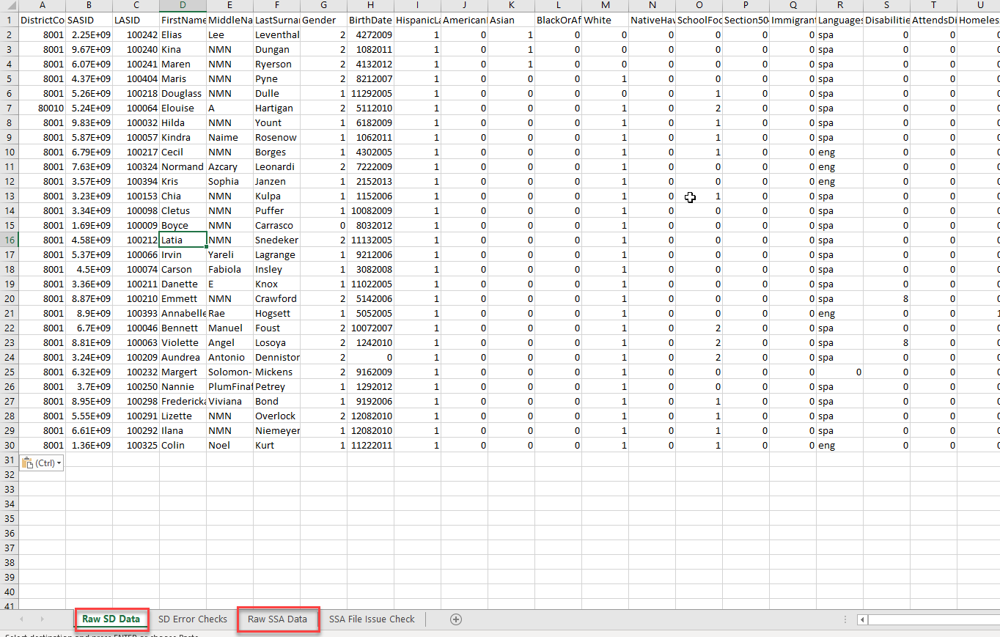 A B C D E F G H I J K L M N O P Q R S T U
1 DistrictCo SASID LASID FirstName MiddleNa LastSurnar Gender BirthDate HispanicLa American Asian BlackOrAf White NativeHav SchoolFoc Section50 Immigrant Languages Disabilitie AttendsDi Homeles
2 8001 2.25E+09 100242 Elias Lee Leventhal 2 4272009 1 0 0 0 0 0 0 0 0 spa 0 0 0
3 8001 9.67E+09 100240 Kina NMN Dungan 2 1082011 1 0 1 0 0 0 0 0 0 spa 0 0 0
4 8001 6.07E+09 100241 Maren NMN Ryerson 2 4132012 1 0 1 0 0 0 0 0 0 spa 0 0 0
5 8001 4.37E+09 100404 Maris NMN Pyne 2 8212007 1 0 0 0 1 0 0 0 0 spa 0 0 0
6 8001 5.26E+09 100218 Douglass NMN Dulle 1 11292005 1 0 0 0 0 0 1 0 0 spa 0 0 0
7 80010 5.24E+09 100064 Elouise A Hartigan 2 5112010 1 0 0 0 1 0 2 0 0 spa 0 0 0
8 8001 9.83E+09 100032 Hilda NMN Yount 1 6182009 1 0 0 0 1 0 1 0 0 spa 0 0 0
9 8001 5.87E+09 100057 Kindra Naime Rosenow 1 1062011 1 0 0 0 1 0 1 0 0 spa 0 0 0
10 8001 6.79E+09 100217 Cecil NMN Borges 1 4302005 1 0 0 0 1 0 1 0 0 eng 0 0 0
11 8001 7.63E+09 100324 Normand Azcary Leonardi 2 7222009 1 0 0 0 1 0 0 0 0 eng 0 0 0
12 8001 3.57E+09 100394 Kris Sophia Janzen 1 2152013 1 0 0 0 1 0 0 0 0 eng 0 0 0
13 8001 3.23E+09 100153 Chia NMN Kulpa 1 1152006 1 0 0 0 1 0 1 0 0 spa 0 0 0
14 8001 3.34E+09 100098 Cletus NMN Puffer 1 10082009 1 0 0 0 1 0 0 0 0 spa 0 0 0
15 8001 1.69E+09 100009 Boyce NMN Carrasco 0 8032012 1 0 0 0 1 0 0 0 0 spa 0 0 0
16 8001 4.58E+09 100212 Latia NMN Snedeker 2 11132005 1 0 0 0 1 0 0 0 0 spa 0 0 0
17 8001 5.37E+09 100066 Irvin Yareli Lagrange 1 9212006 1 0 0 0 1 0 0 0 0 spa 0 0 0
18 8001 4.5E+09 100074 Carson Fabiola Insley 1 3082008 1 0 0 0 1 0 0 0 0 spa 0 0 0
19 8001 3.36E+09 100211 Danette E Knox 1 11022005 1 0 0 0 1 0 0 0 0 spa 0 0 0
20 8001 8.87E+09 100210 Emmett NMN Crawford 2 5142006 1 0 0 0 1 0 0 0 0 spa 8 0 0
21 8001 8.9E+09 100393 Annabelle Rae Hogsett 1 5052005 1 0 0 0 1 0 0 0 0 eng 0 0 1
22 8001 6.7E+09 100046 Bennett Manuel Foust 2 10072007 1 0 0 0 1 0 2 0 0 spa 0 0 0
23 8001 8.81E+09 100063 Violette Angel Losoya 2 1242010 1 0 0 0 1 0 2 0 0 spa 8 0 0
24 8001 3.24E+09 100209 Aundrea Antonio Dennistor 2 0 1 0 0 0 1 0 2 0 0 spa 0 0 0
25 8001 6.32E+09 100232 Margert Solomon- Mickens 2 9162009 1 0 0 0 1 0 0 0 0 0 0 0 0
26 8001 3.7E+09 100250 Nannie PlumFinaf Petrey 1 1292012 1 0 0 0 1 0 0 0 0 spa 0 0 0
27 8001 8.95E+09 100298 Fredericka Viviana Bond 1 9192006 1 0 0 0 1 0 1 0 0 spa 0 0 0
28 8001 5.55E+09 100291 Lizette NMN Overlock 2 12082010 1 0 0 0 1 0 1 0 0 spa 0 0 0
29 8001 6.61E+09 100292 Ilana NMN Niemeyer 1 12082010 1 0 0 0 1 0 1 0 0 spa 0 0 0
30 8001 1.36E+09 100325 Colin Noel Kurt 1 11222011 1 0 0 0 1 0 1 0 0 eng 0 0 0
31 (Ctrl)
32
33
34
35
36
37
38
39
40
41
Raw SD Data SD Error Checks Raw SSA Data SSA File Issue Check
Select destination and press ENTER or choose Paste